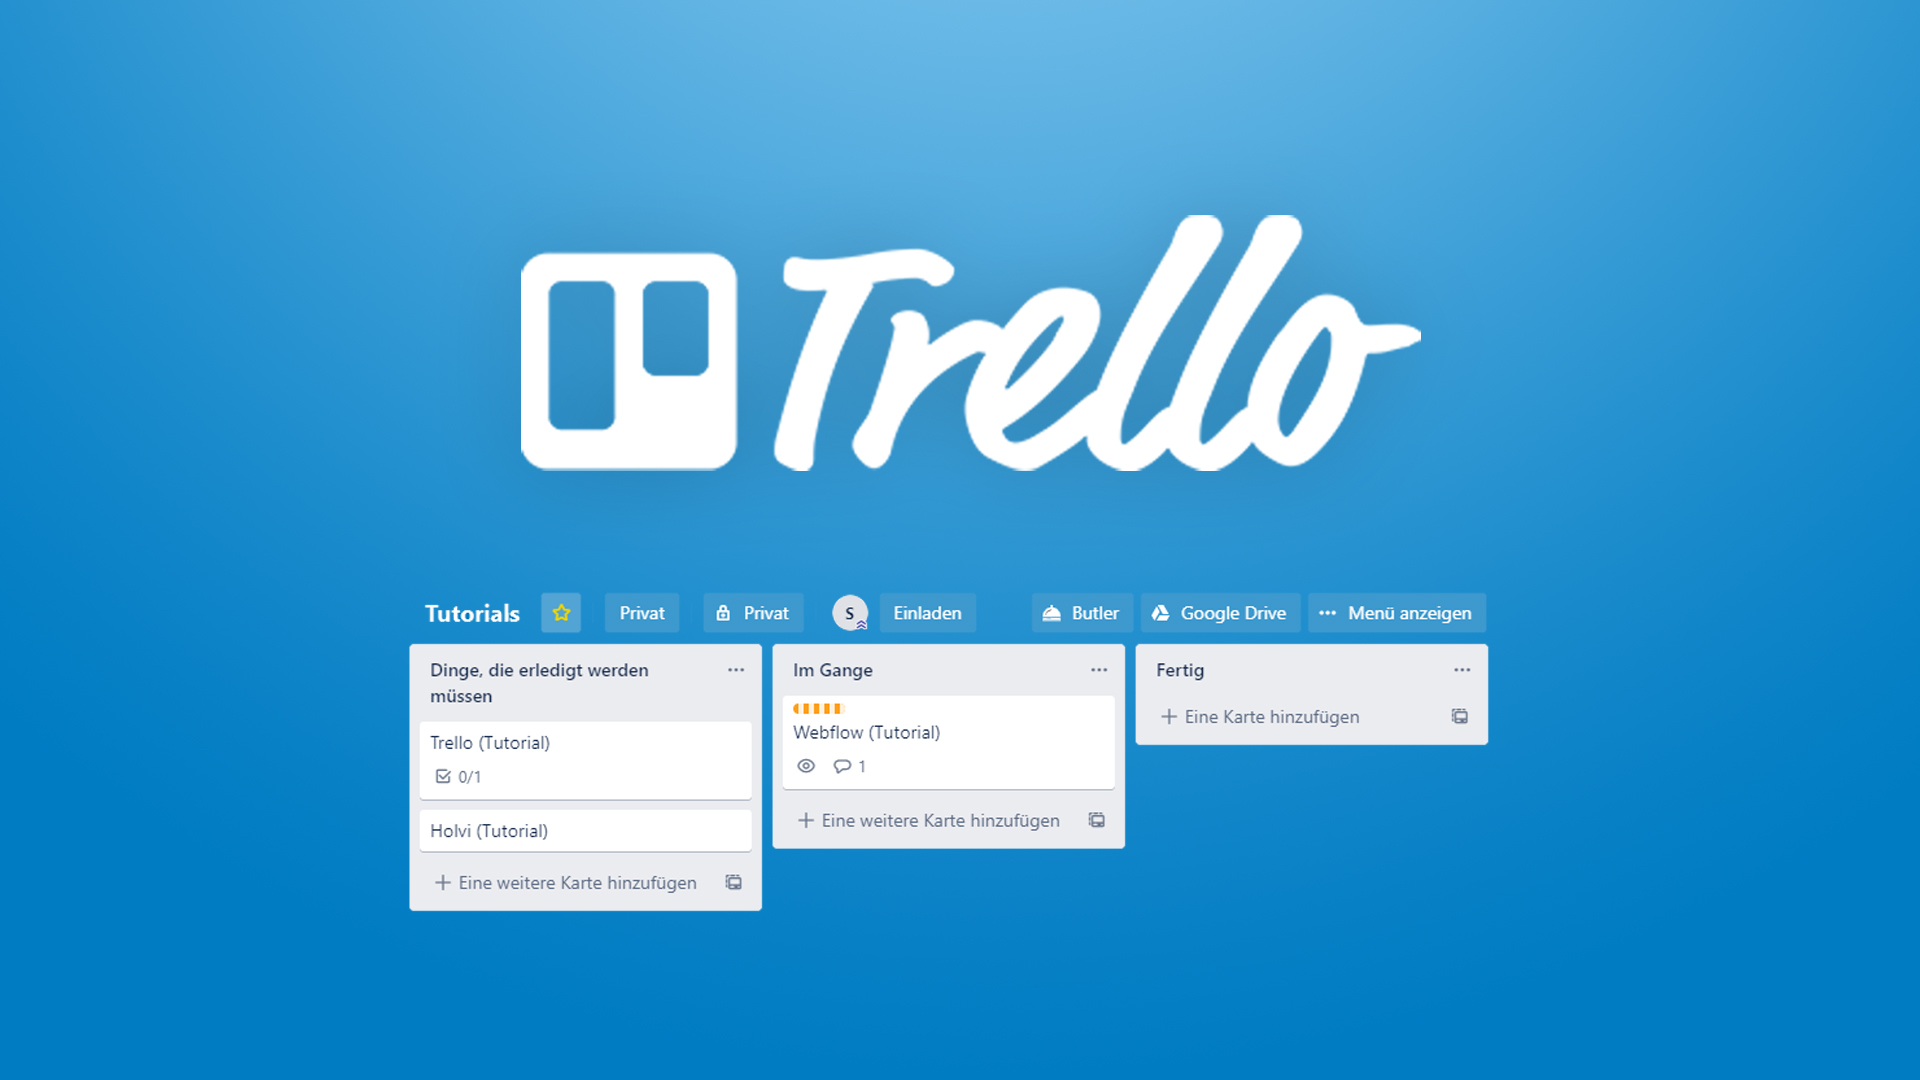 Trello
Tutorials Privat Privat S Einladen Butler Google Drive Menü anzeigen
Dinge, die erledigt werden
müssen
Trello (Tutorial)
0/1
Holvi (Tutorial)
Eine weitere Karte hinzufügen
Im Gange
Webflow (Tutorial)
1
Eine weitere Karte hinzufügen
Fertig
Eine Karte hinzufügen